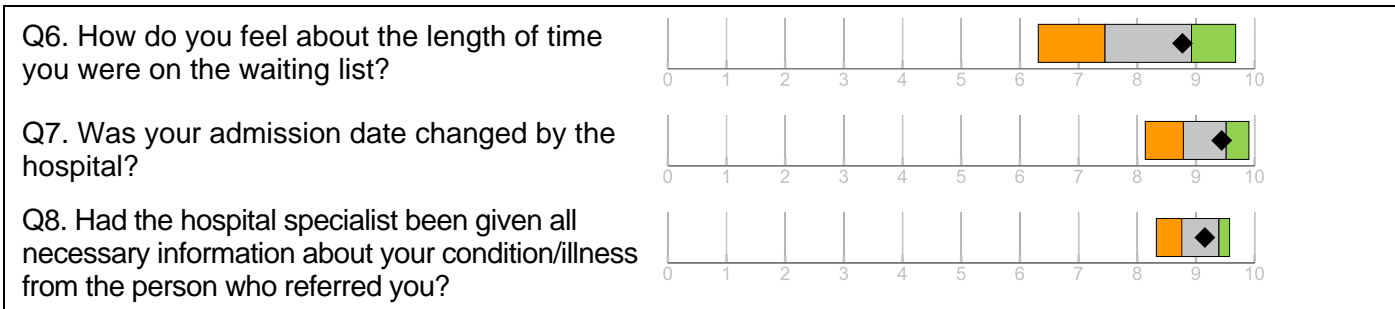 Q6. How do you feel about the length of time
you were on the waiting list?
0 1 2 3 4 5 6 7 8 9 10
Q7. Was your admission date changed by the
hospital?
0 1 2 3 4 5 6 7 8 9 10
Q8. Had the hospital specialist been given all
necessary information about your condition/illness
from the person who referred you?
0 1 2 3 4 5 6 7 8 9 10